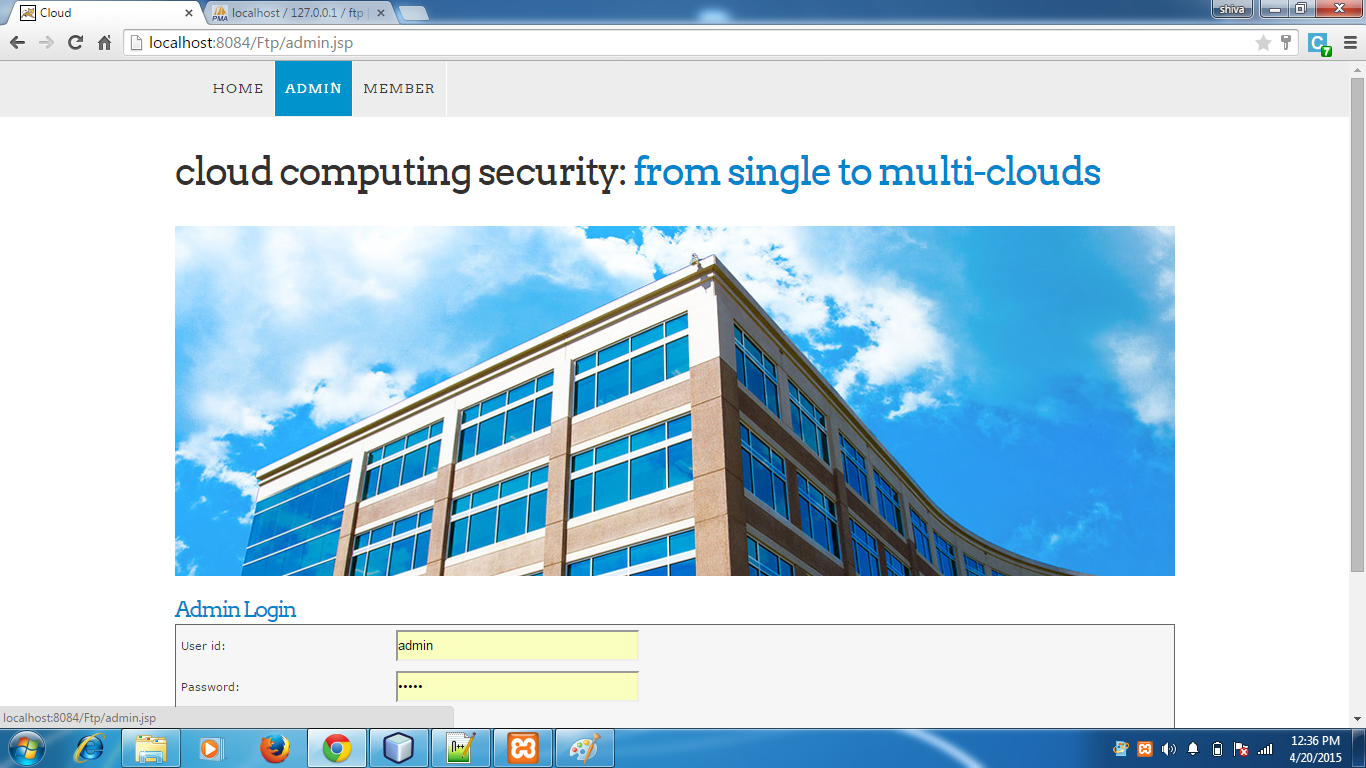 Cloud
localhost / 127.0.0.1 / ftp |
shiva
localhost:8084/Ftp/admin.jsp
C
7
HOME ADMIN MEMBER
cloud computing security: from single to multi-clouds
Admin Login
User id: admin
Password: •••••
localhost:8084/Ftp/admin.jsp
12:36 PM
4/20/2015